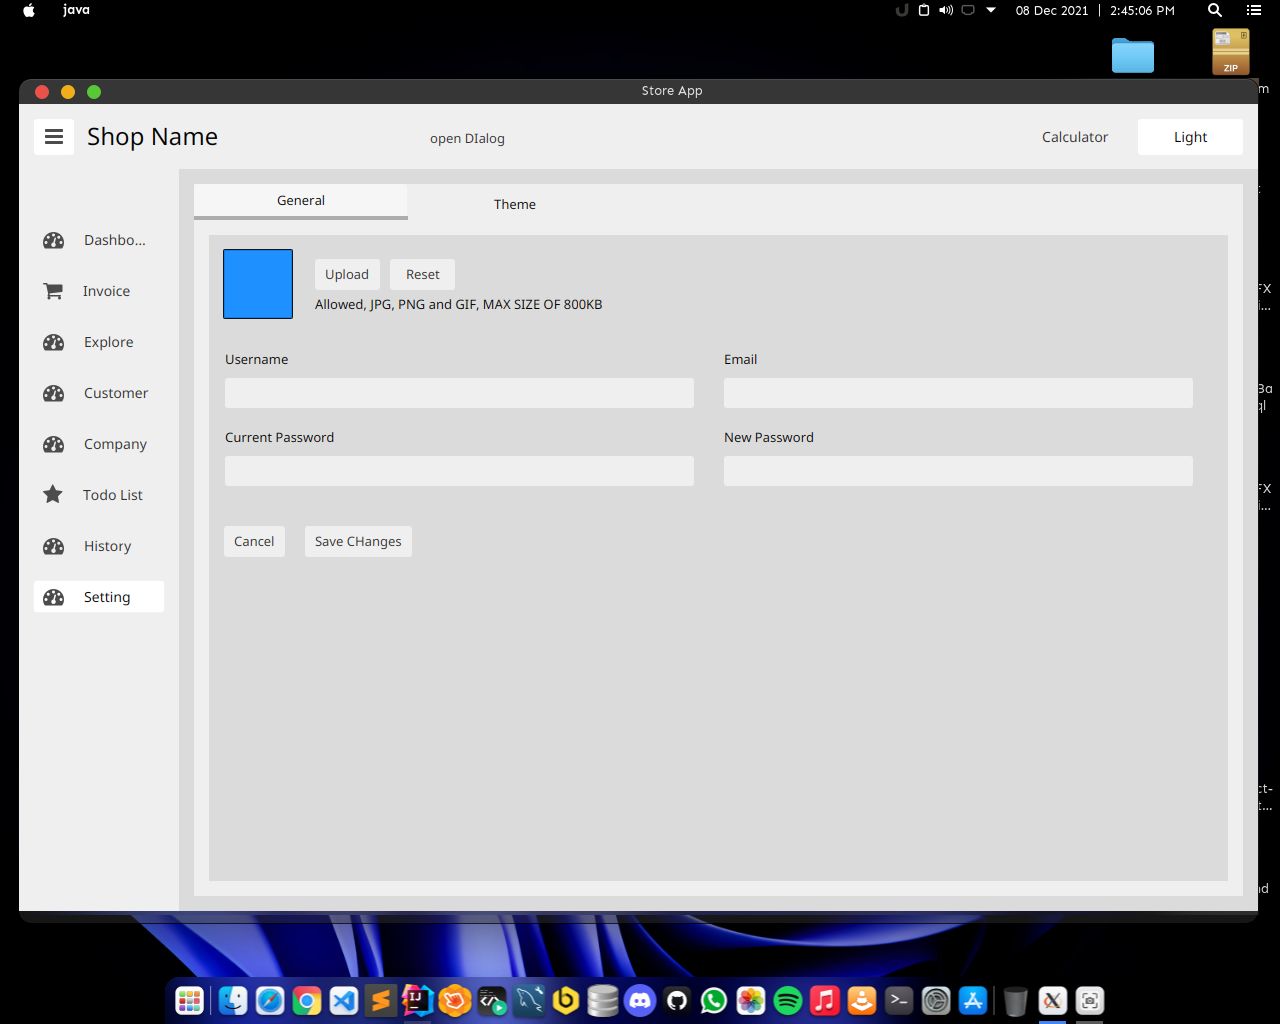 java
08 Dec 2021 | 2:45:06 PM
ZIP
Store App
Shop Name
open DIalog
Calculator
Light
General
Theme
Dashbo...
Invoice
Explore
Customer
Company
Todo List
History
Setting
Upload
Reset
Allowed, JPG, PNG and GIF, MAX SIZE OF 800KB
Username
Email
Current Password
New Password
Cancel
Save CHanges